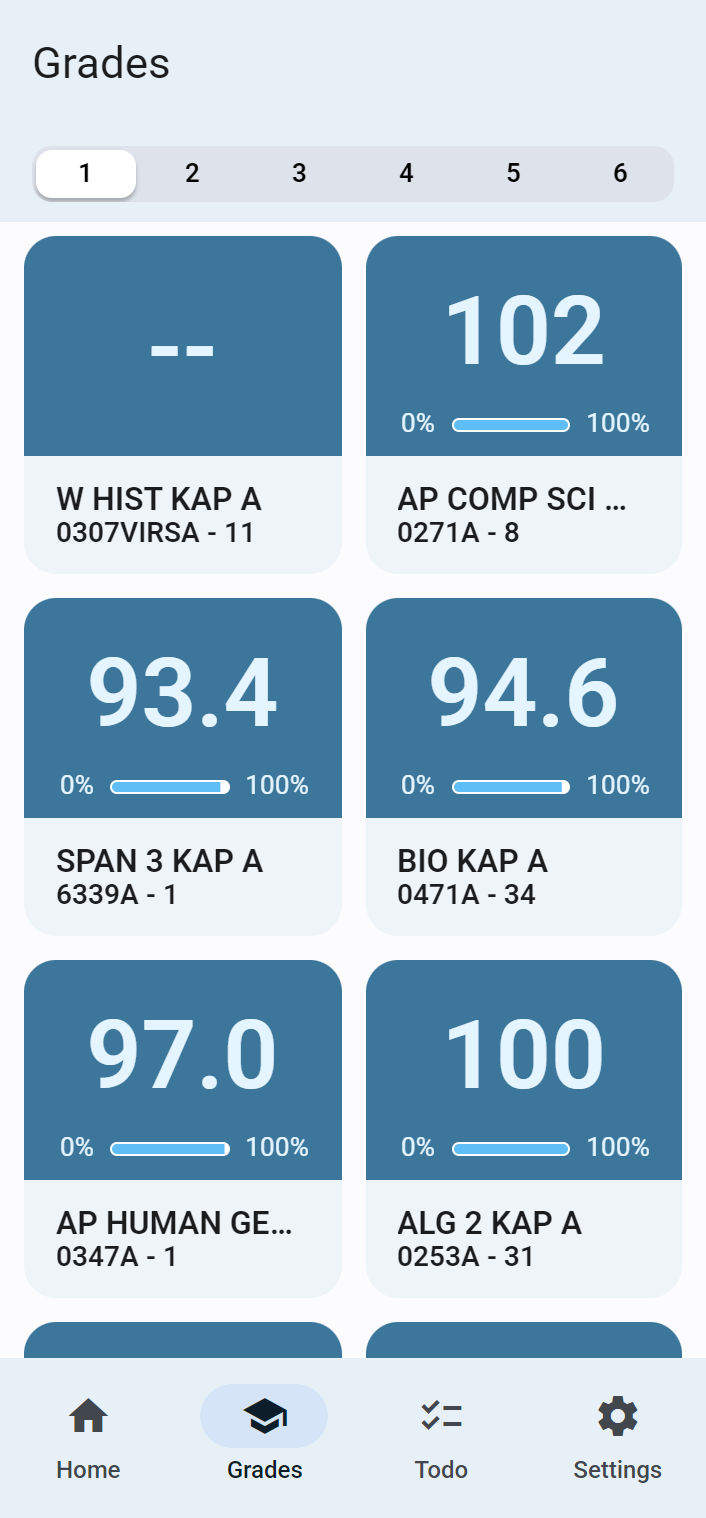 Grades
1 2 3 4 5 6
--
102
0% 100%
W HIST KAP A
0307VIRSA - 11
AP COMP SCI ...
0271A - 8
93.4
0% 100%
94.6
0% 100%
SPAN 3 KAP A
6339A - 1
BIO KAP A
0471A - 34
97.0
0% 100%
100
0% 100%
AP HUMAN GE...
0347A - 1
ALG 2 KAP A
0253A - 31
Home Grades Todo Settings